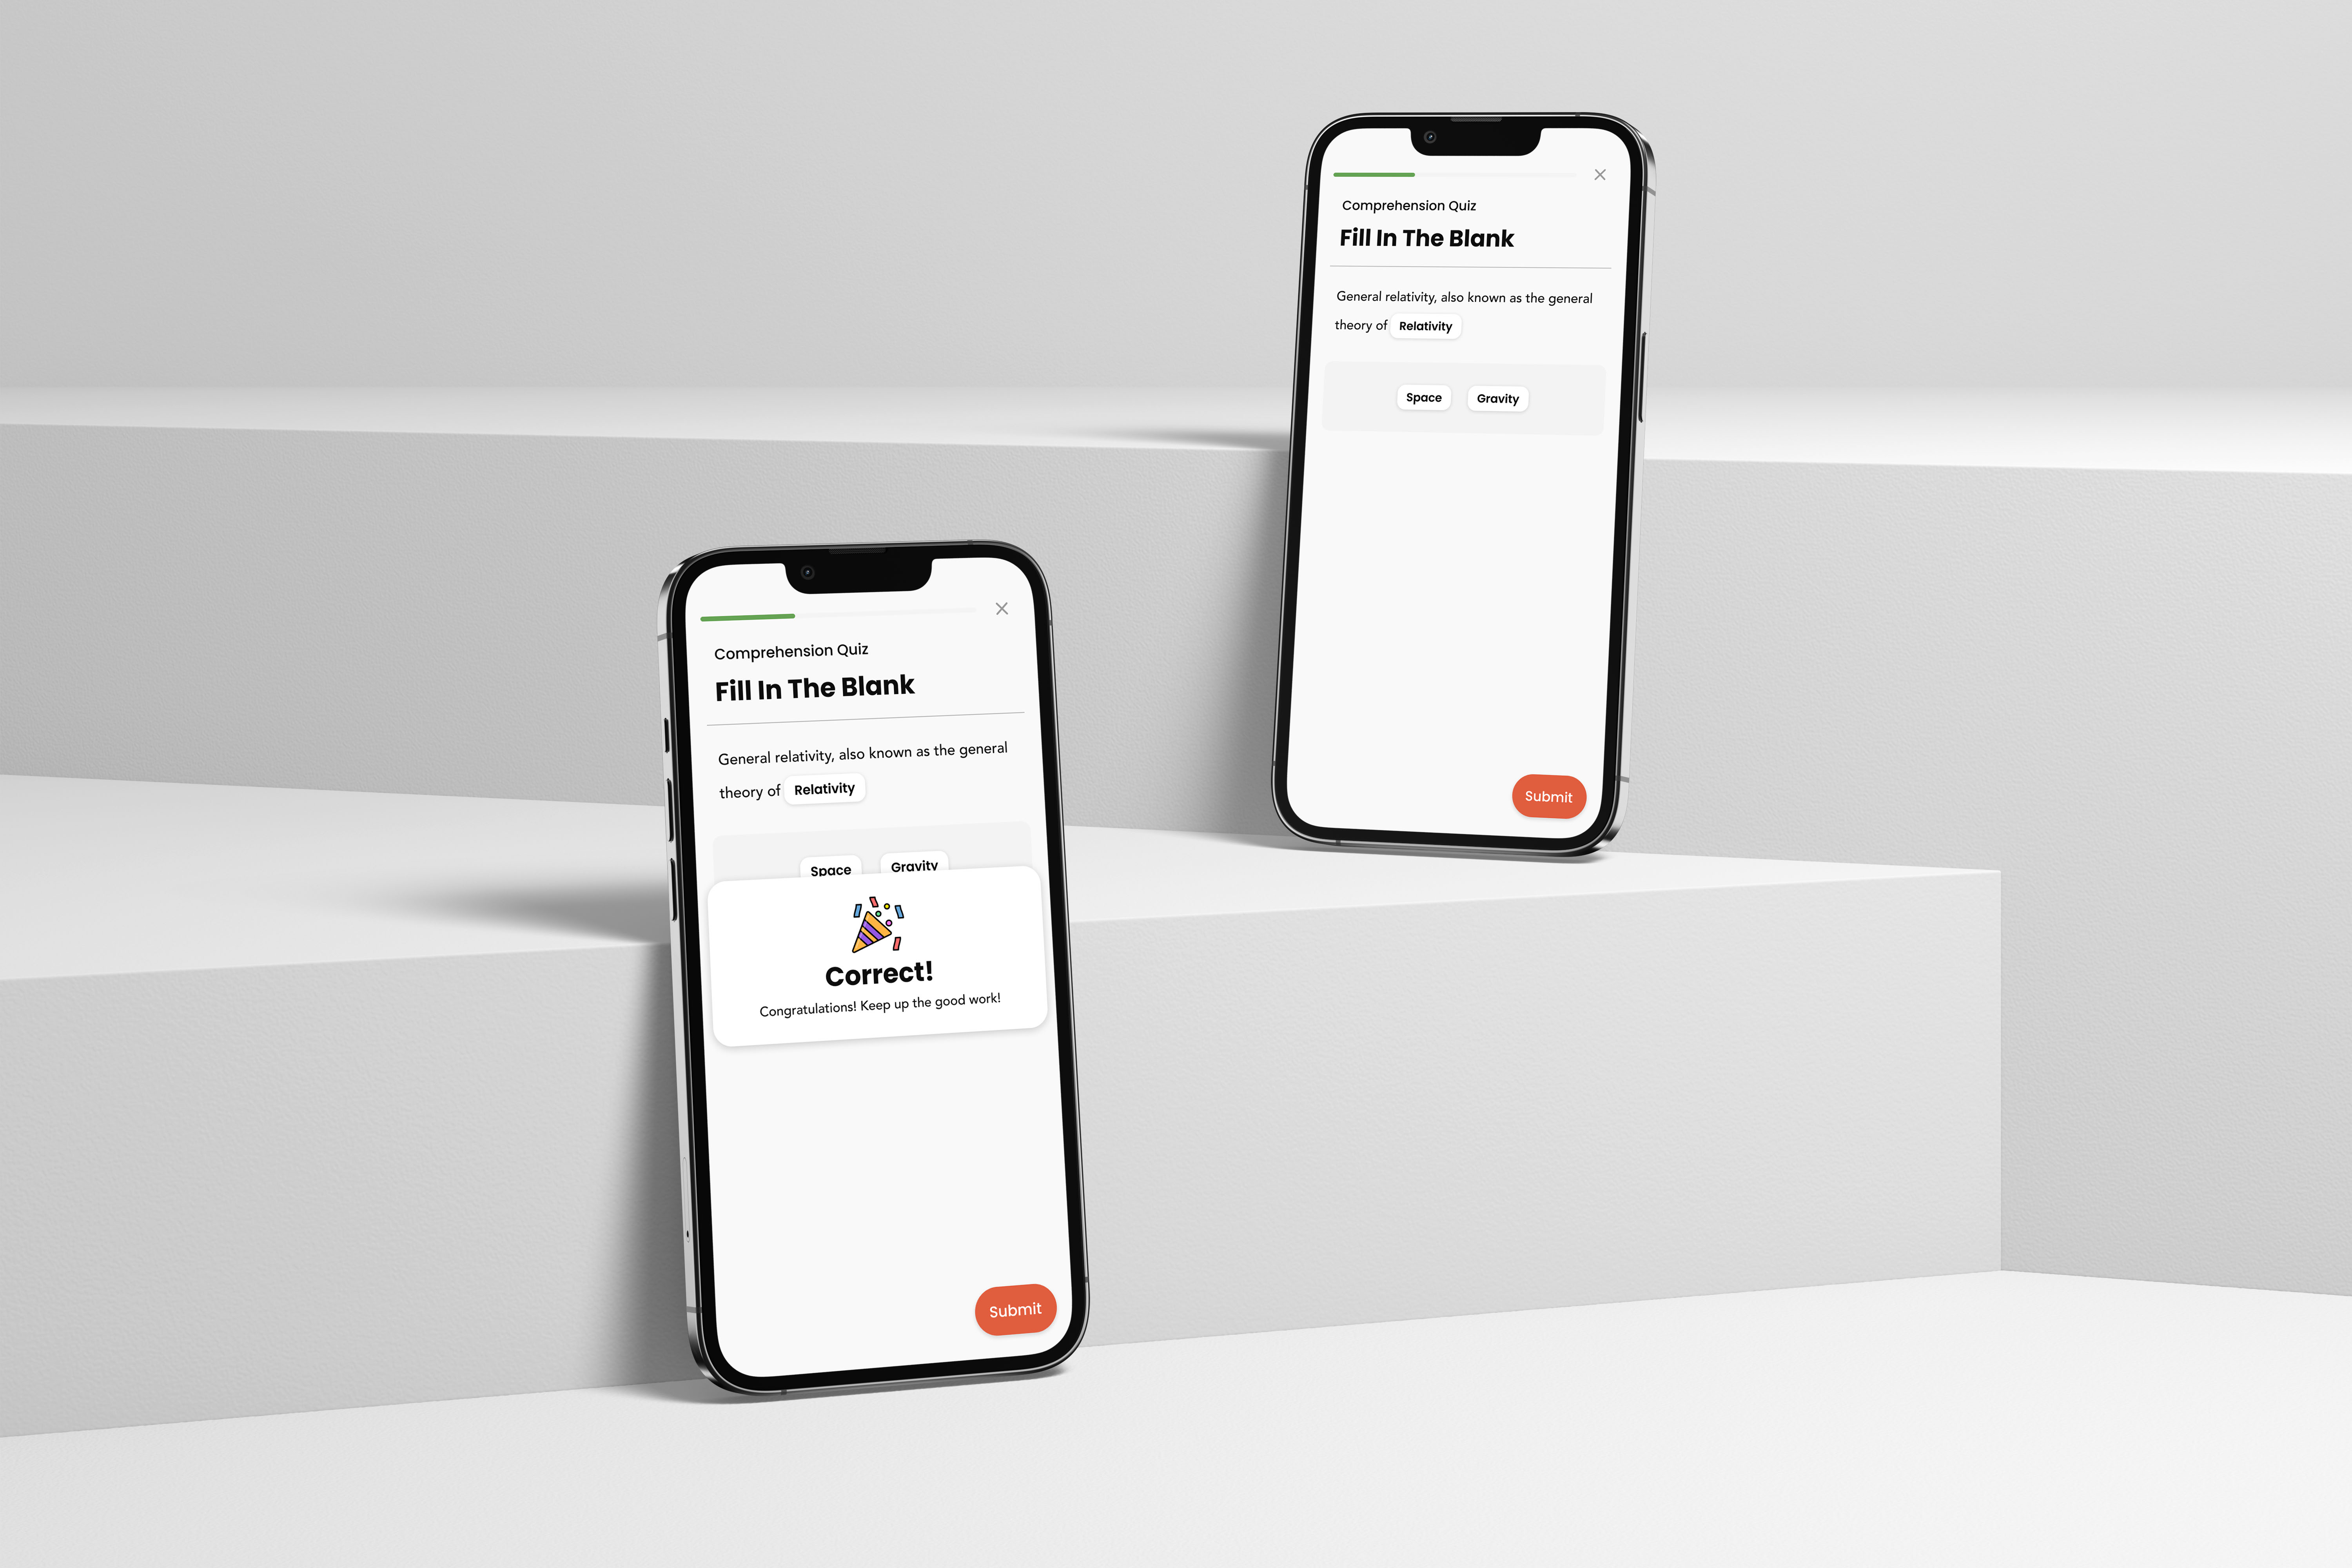 Comprehension Quiz
Fill In The Blank
General relativity, also known as the general
theory of Relativity
Space Gravity
Correct!
Congratulations! Keep up the good work!
Submit
Comprehension Quiz
Fill In The Blank
General relativity, also known as the general
theory of Relativity
Space Gravity
Submit